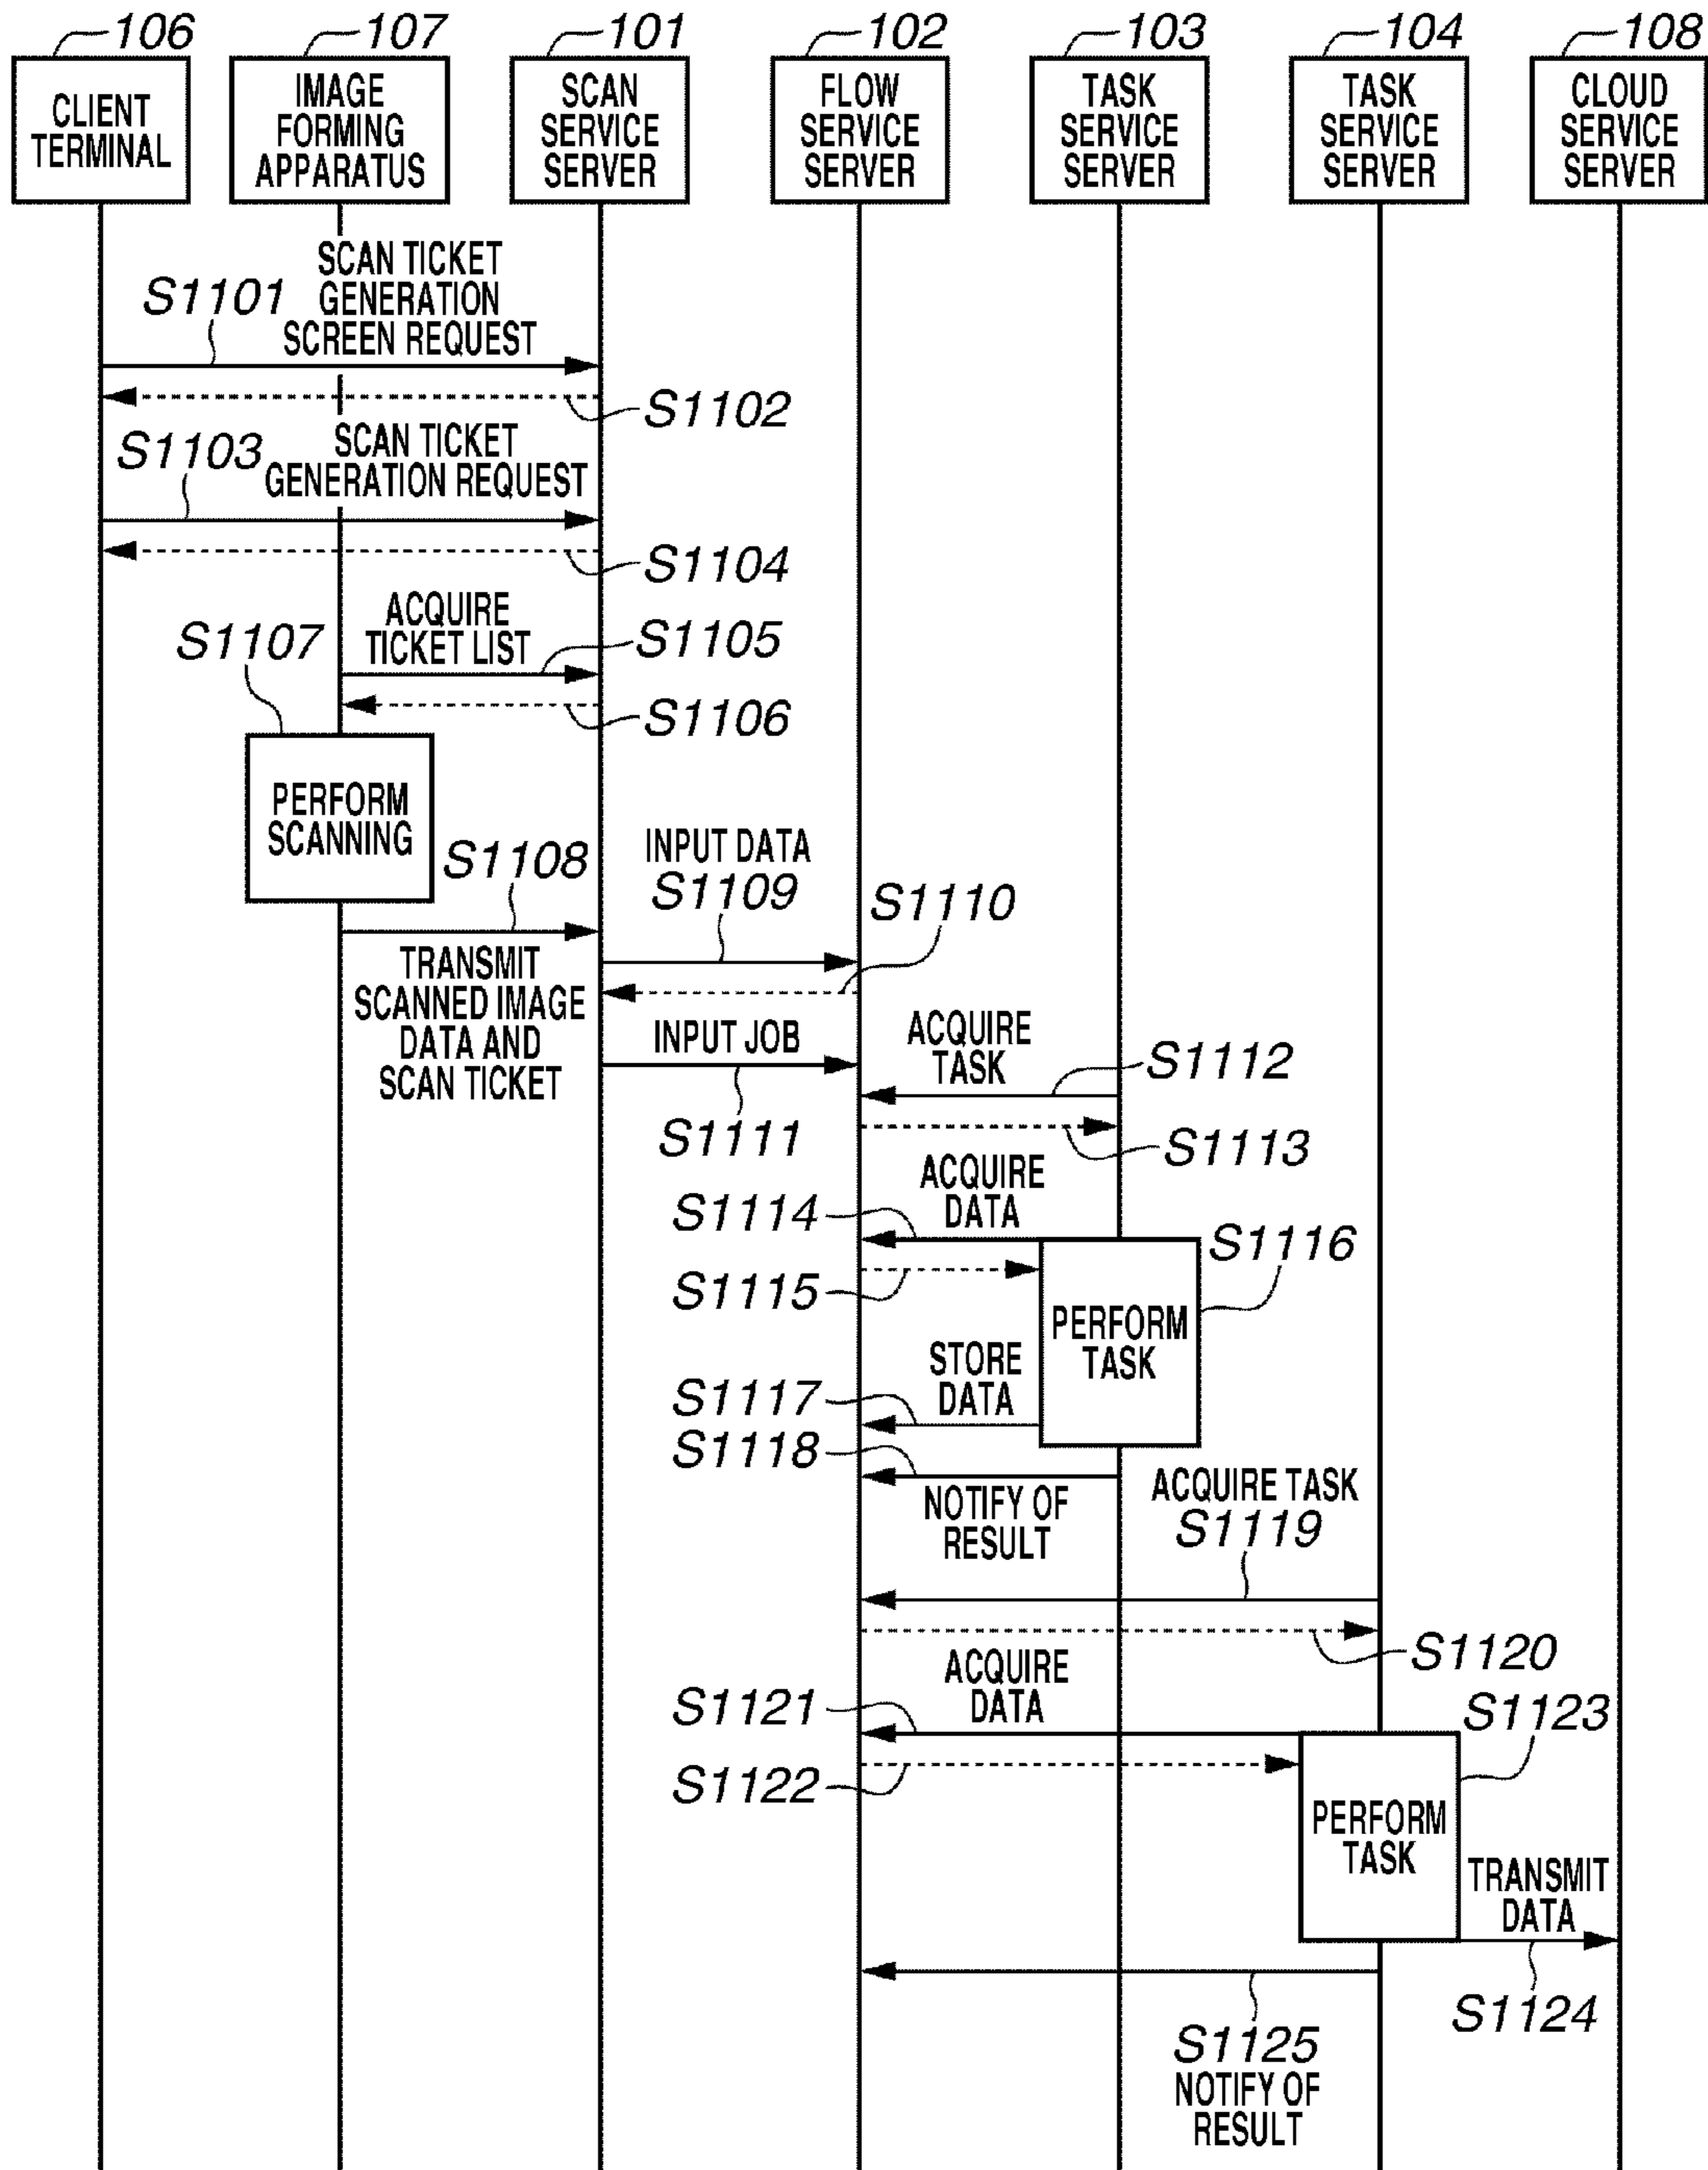 106
107
101
102
103
104
108
CLIENT
TERMINAL
IMAGE
FORMING
APPARATUS
SCAN
SERVICE
SERVER
FLOW
SERVICE
SERVER
TASK
SERVICE
SERVER
TASK
SERVICE
SERVER
CLOUD
SERVICE
SERVER
S1101
SCAN TICKET
GENERATION
SCREEN REQUEST
S1102
S1103
SCAN TICKET
GENERATION REQUEST
S1104
ACQUIRE
TICKET LIST
S1105
S1107
S1106
PERFORM
SCANNING
S1108
INPUT DATA
S1109
S1110
TRANSMIT
SCANNED IMAGE
DATA AND
SCAN TICKET
INPUT JOB
S1111
ACQUIRE
TASK
S1112
S1113
ACQUIRE
DATA
S1114
S1115
S1116
PERFORM
TASK
STORE
DATA
S1117
S1118
NOTIFY OF
RESULT
ACQUIRE TASK
S1119
S1120
ACQUIRE
DATA
S1121
S1122
S1123
PERFORM
TASK
TRANSMIT
DATA
S1124
S1125
NOTIFY OF
RESULT